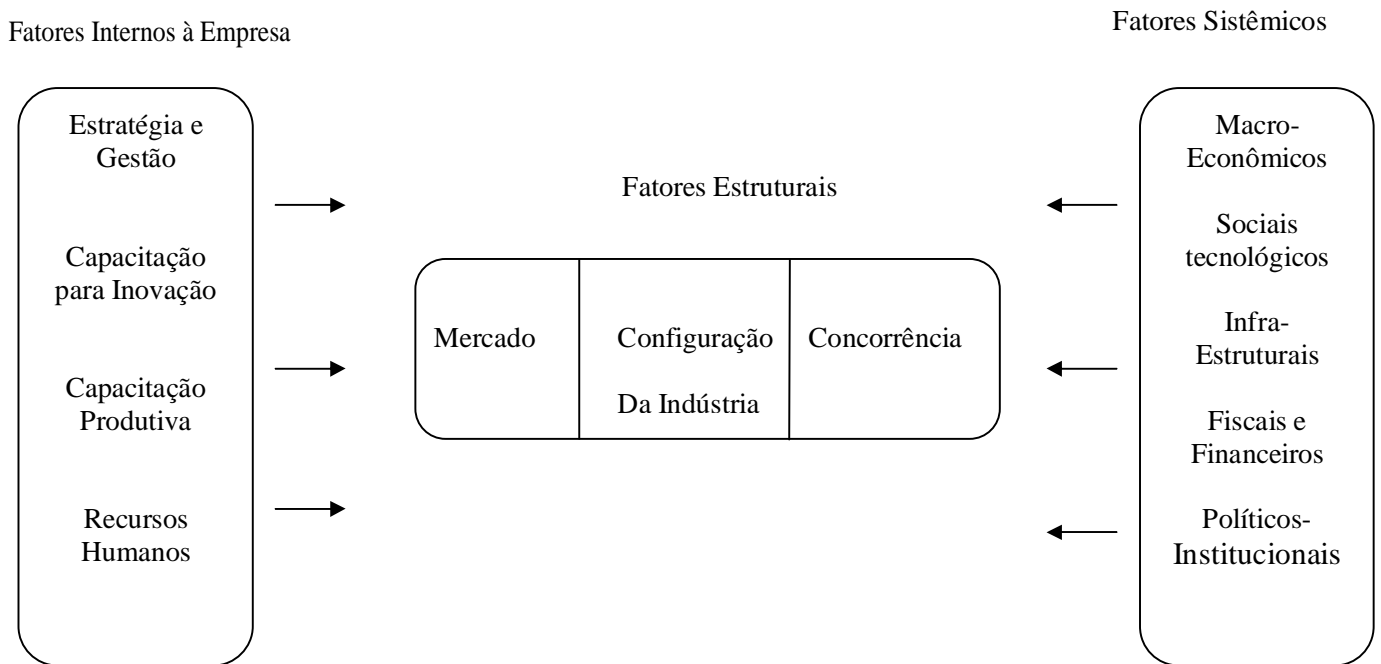 Fatores Internos à Empresa
Estratégia e
Gestão
Capacitação
para Inovação
Capacitação
Produtiva
Recursos
Humanos
Fatores Estruturais
Mercado
Configuração
Da Indústria
Concorrência
Fatores Sistêmicos
Macro-
Econômicos
Sociais
tecnológicos
Infra-
Estruturais
Fiscais e
Financeiros
Políticos-
Institucionais